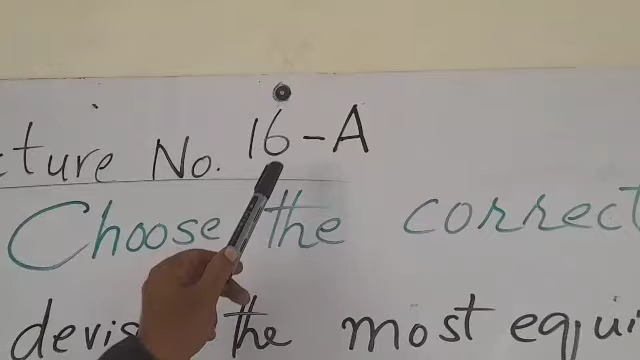 cture No. 16-A
Choose the correct
devis the most equi